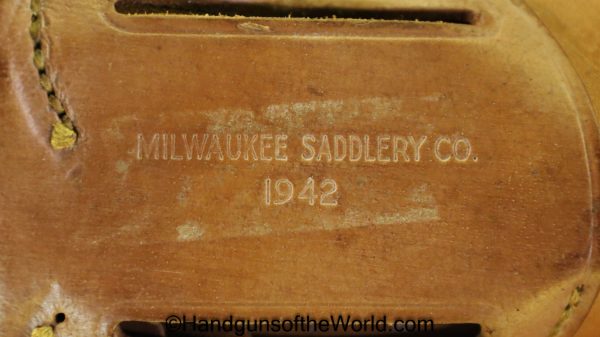 MILWAUKEE SADDLERY CO.
1942
©HandgunsoftheWorld.com